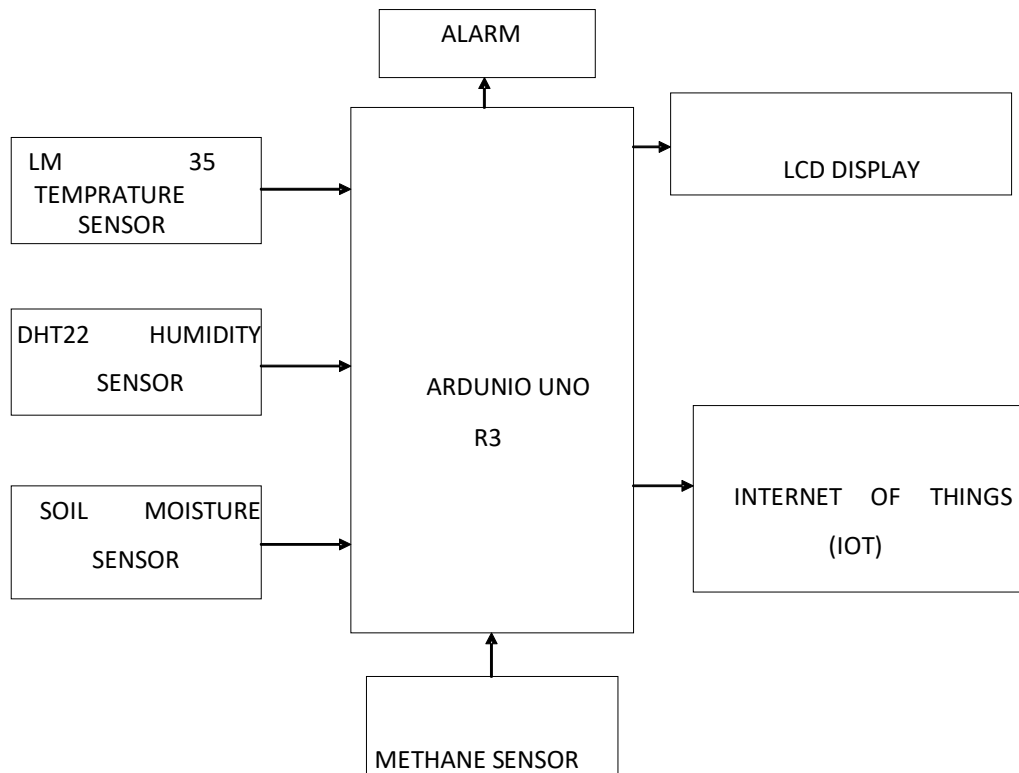 ALARM
LCD DISPLAY
LM 35
TEMPRATURE
SENSOR
DHT22 HUMIDITY
SENSOR
ARDUNIO UNO
R3
SOIL MOISTURE
SENSOR
INTERNET OF THINGS
(IOT)
METHANE SENSOR